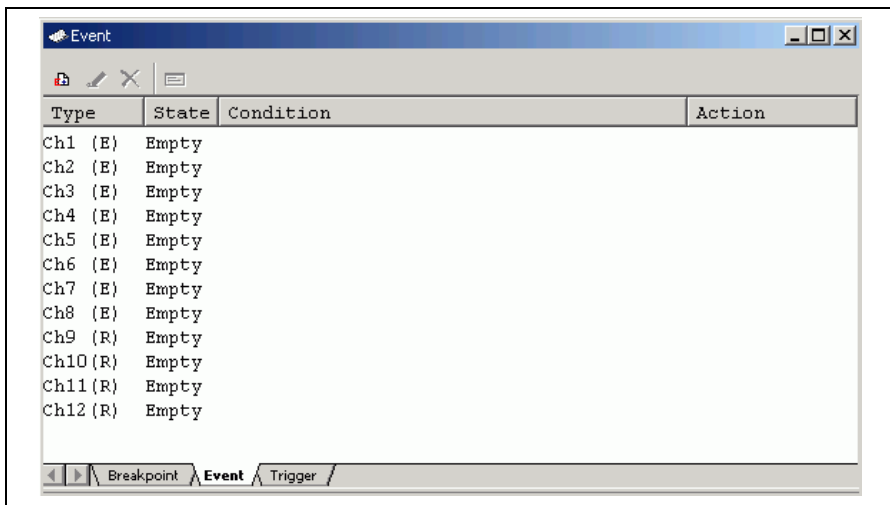 Event
Type State Condition Action
Ch1 (E) Empty
Ch2 (E) Empty
Ch3 (E) Empty
Ch4 (E) Empty
Ch5 (E) Empty
Ch6 (E) Empty
Ch7 (E) Empty
Ch8 (E) Empty
Ch9 (R) Empty
Ch10(R) Empty
Ch11(R) Empty
Ch12(R) Empty
Breakpoint Event Trigger